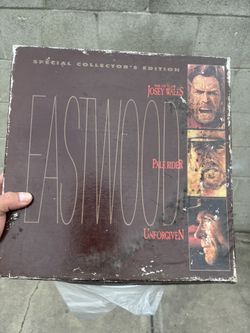 SPECIAL COLLECTOR'S EDITION
EASTWOOD
JOSEY WALES
PALE RIDER
UNFORGIVEN